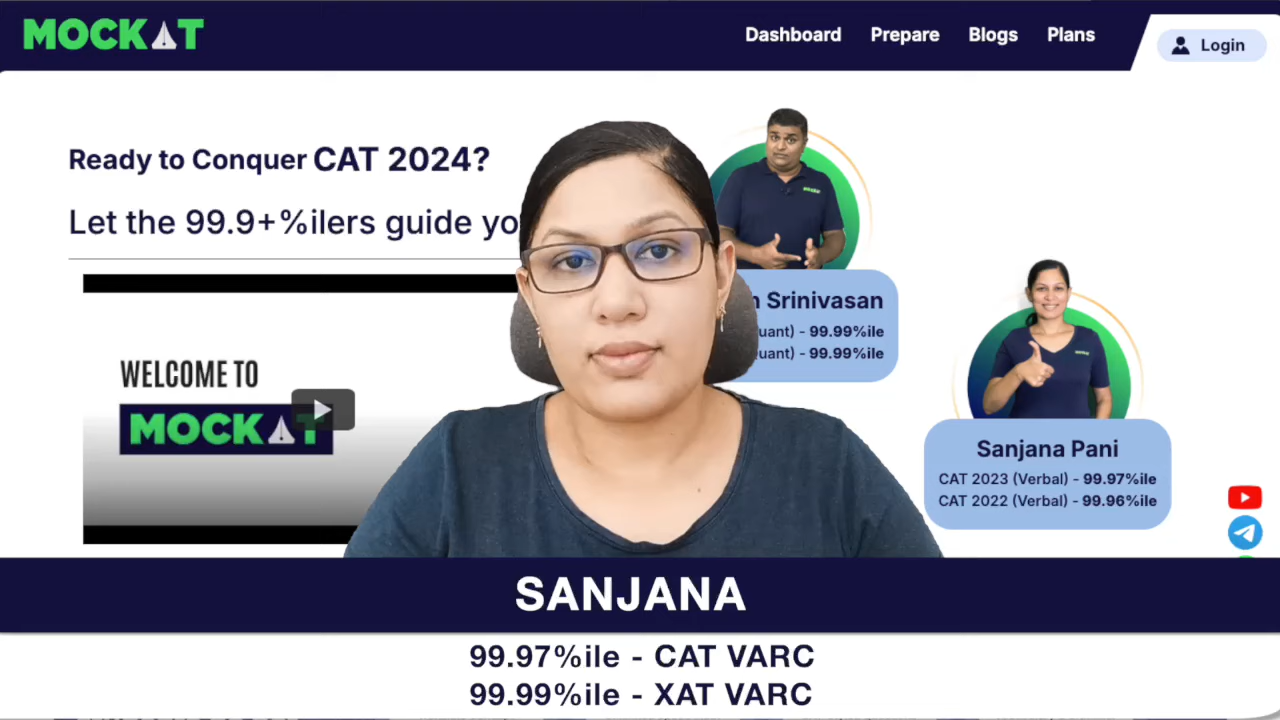 MOCKAT
Dashboard Prepare Blogs Plans
Login
Ready to Conquer CAT 2024?
Let the 99.9+%ilers guide yo
WELCOME TO
MOCKAT
Srinivasan
99.99%ile
99.99%ile
Sanjana Pani
CAT 2023 (Verbal) - 99.97%ile
CAT 2022 (Verbal) - 99.96%ile
SANJANA
99.97%ile - CAT VARC
99.99%ile - XAT VARC